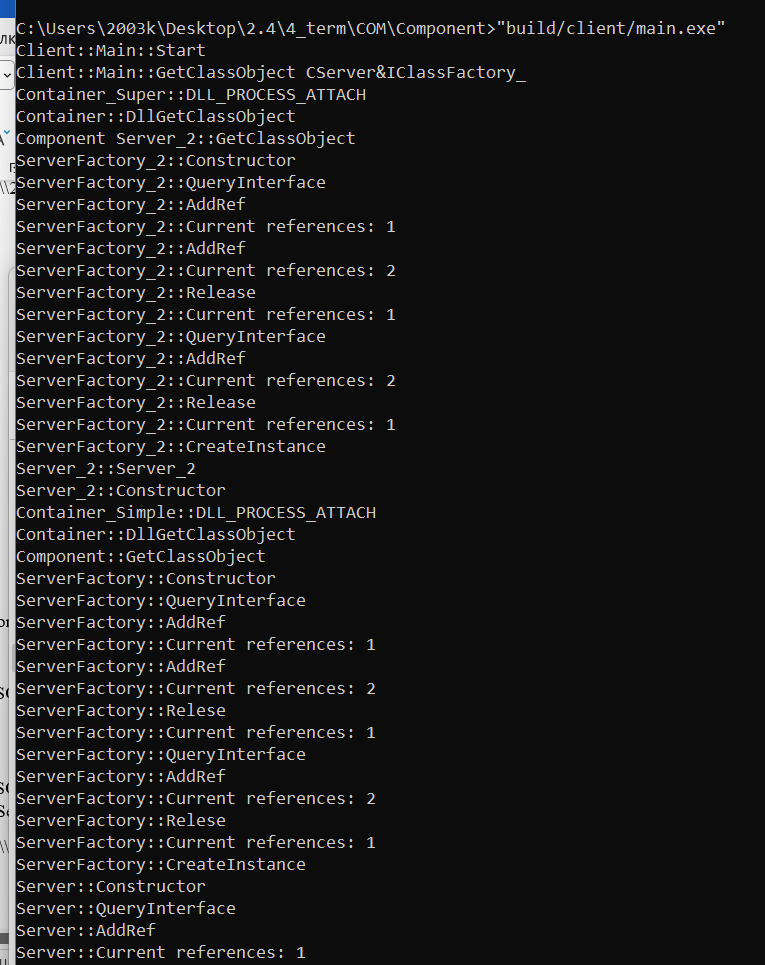 C:\Users\2003k\Desktop\2.4\4_term\COM\Component>"build/client/main.exe"
Client::Main::Start
Client::Main::GetClassObject CServer&IClassFactory_
Container_Super::DLL_PROCESS_ATTACH
Container::DllGetClassObject
Component Server_2::GetClassObject
ServerFactory_2::Constructor
ServerFactory_2::QueryInterface
ServerFactory_2::AddRef
ServerFactory_2::Current references: 1
ServerFactory_2::AddRef
ServerFactory_2::Current references: 2
ServerFactory_2::Release
ServerFactory_2::Current references: 1
ServerFactory_2::QueryInterface
ServerFactory_2::AddRef
ServerFactory_2::Current references: 2
ServerFactory_2::Release
ServerFactory_2::Current references: 1
ServerFactory_2::CreateInstance
Server_2::Server_2
Server_2::Constructor
Container_Simple::DLL_PROCESS_ATTACH
Container::DllGetClassObject
Component::GetClassObject
ServerFactory::Constructor
ServerFactory::QueryInterface
ServerFactory::AddRef
ServerFactory::Current references: 1
ServerFactory::AddRef
ServerFactory::Current references: 2
ServerFactory::Relese
ServerFactory::Current references: 1
ServerFactory::QueryInterface
ServerFactory::AddRef
ServerFactory::Current references: 2
ServerFactory::Relese
ServerFactory::Current references: 1
ServerFactory::CreateInstance
Server::Constructor
Server::QueryInterface
Server::AddRef
Server::Current references: 1